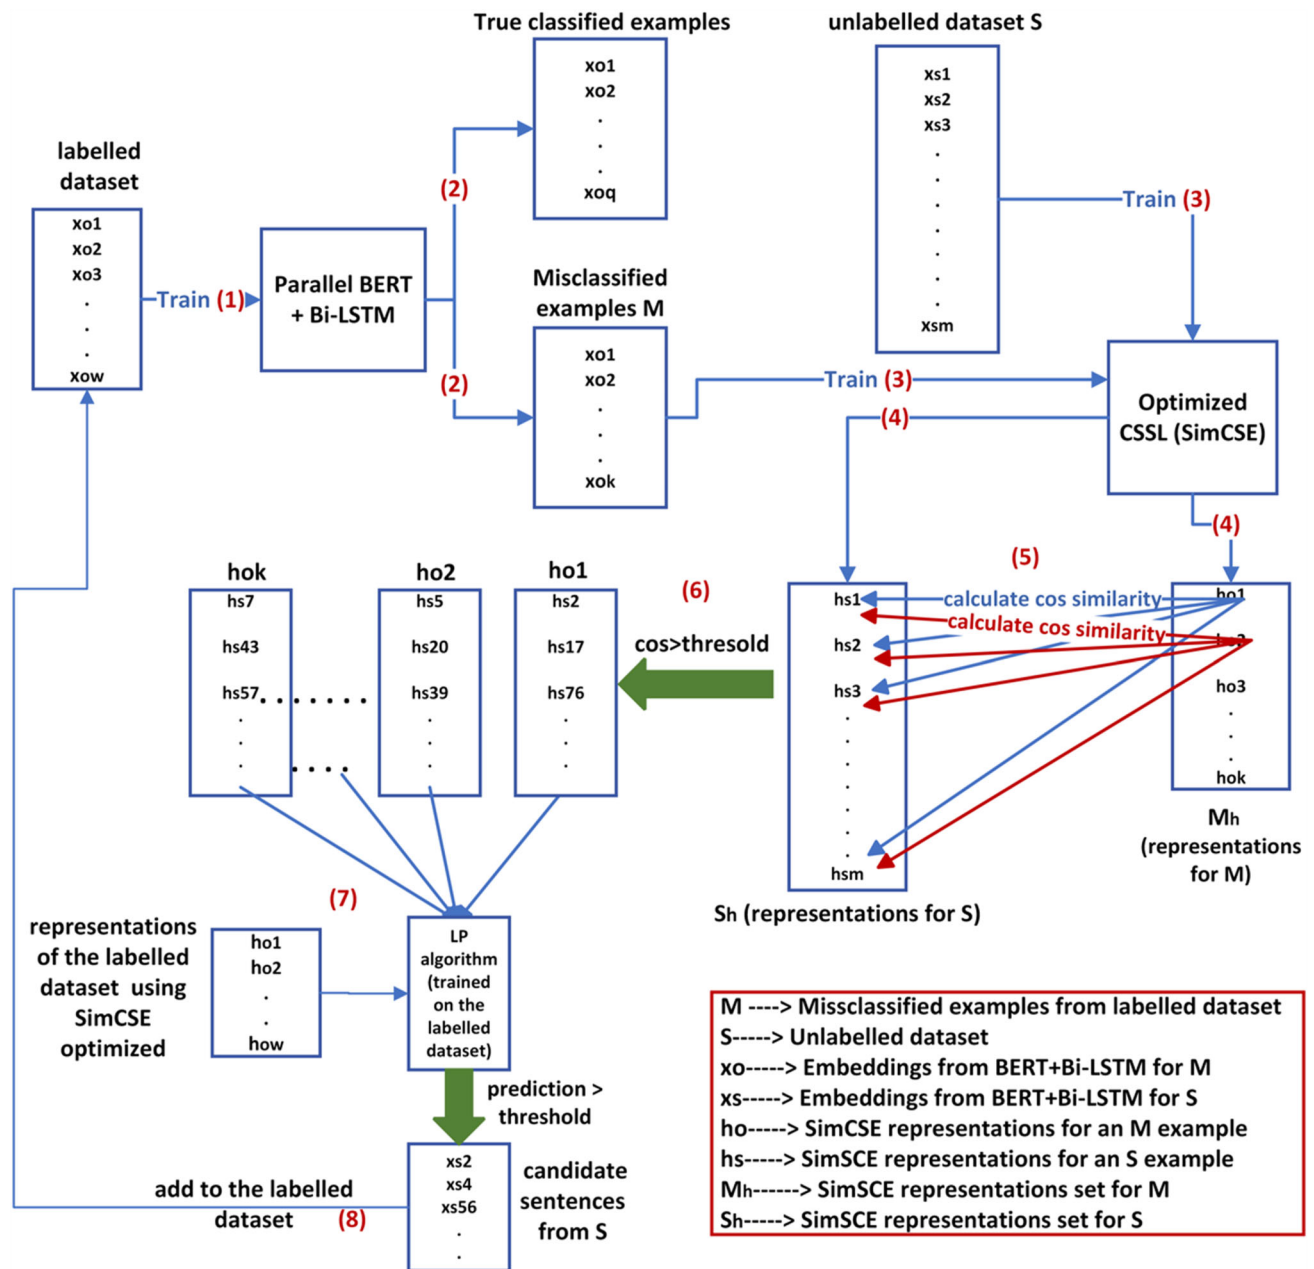 True classified examples
xo1
xo2
.
.
.
xoq
unlabelled dataset S
xs1
xs2
xs3
.
.
.
.
.
.
xsm
labelled
dataset
xo1
xo2
xo3
.
.
.
xow
Train (1)
Parallel BERT
+ Bi-LSTM
(2)
(2)
Misclassified
examples M
xo1
xo2
.
.
.
xok
Train (3)
Train (3)
Optimized
CSSL (SimCSE)
(4)
(4)
(5)
hs1
hs2
hs3
.
.
.
.
.
.
.
hsm
Sh (representations for S)
calculate cos similarity
calculate cos similarity
ho1
ho2
ho3
.
.
.
hok
Mh
(representations
for M)
(6)
cos>thresold
hok
hs7
hs43
hs57
.
.
.
ho2
hs5
hs20
hs39
.
.
.
ho1
hs2
hs17
hs76
.
.
.
(7)
representations
of the labelled
dataset using
SimCSE
optimized
ho1
ho2
.
.
how
LP
algorithm
(trained
on the
labelled
dataset)
prediction >
threshold
xs2
xs4
xs56
.
.
candidate
sentences
from S
add to the labelled
dataset (8)
M ----> Missclassified examples from labelled dataset
S-----> Unlabelled dataset
xo-----> Embeddings from BERT+Bi-LSTM for M
xs-----> Embeddings from BERT+Bi-LSTM for S
ho-----> SimCSE representations for an M example
hs-----> SimSCE representations for an S example
Mh------> SimSCE representations set for M
Sh-----> SimSCE representations set for S